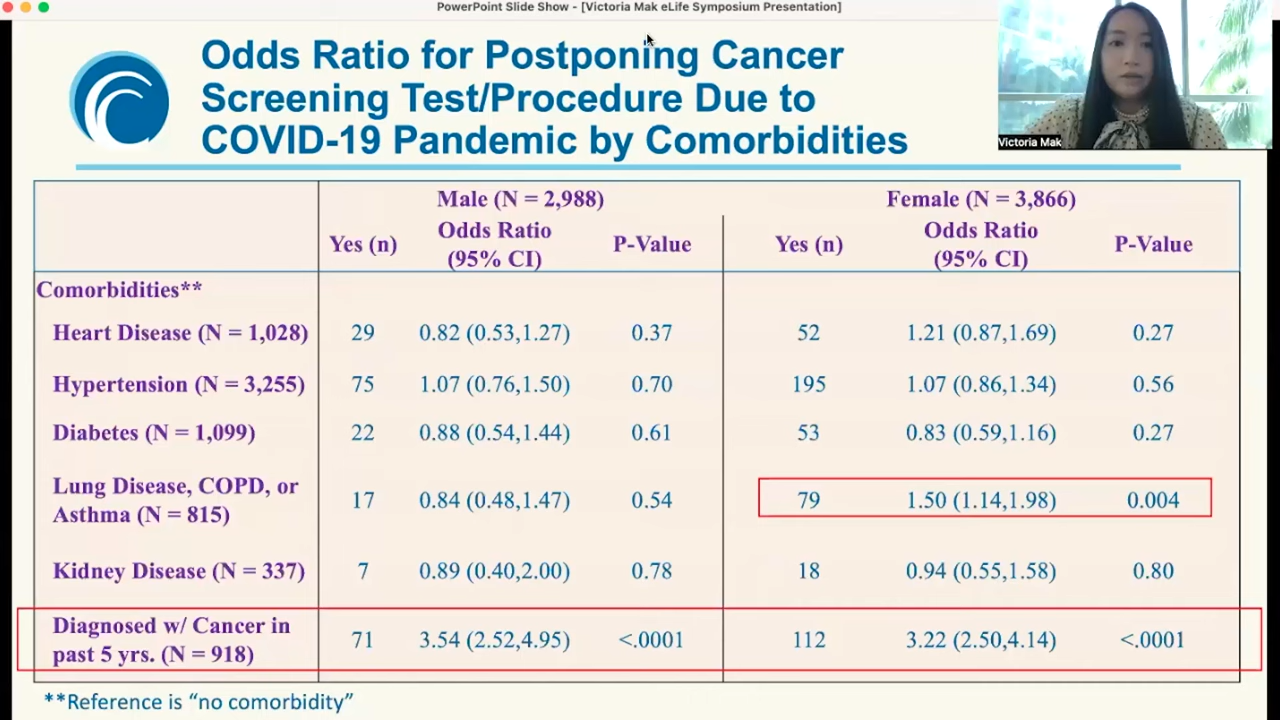 PowerPoint Slide Show - [Victoria Mak eLife Symposium Presentation]
Odds Ratio for Postponing Cancer
Screening Test/Procedure Due to
COVID-19 Pandemic by Comorbidities
Victoria Mak
Male (N = 2,988) Female (N = 3,866)
Yes (n) Odds Ratio (95% CI) P-Value Yes (n) Odds Ratio (95% CI) P-Value
Comorbidities**
Heart Disease (N = 1,028) 29 0.82 (0.53,1.27) 0.37 52 1.21 (0.87,1.69) 0.27
Hypertension (N = 3,255) 75 1.07 (0.76,1.50) 0.70 195 1.07 (0.86,1.34) 0.56
Diabetes (N = 1,099) 22 0.88 (0.54,1.44) 0.61 53 0.83 (0.59,1.16) 0.27
Lung Disease, COPD, or
Asthma (N = 815) 17 0.84 (0.48,1.47) 0.54 79 1.50 (1.14,1.98) 0.004
Kidney Disease (N = 337) 7 0.89 (0.40,2.00) 0.78 18 0.94 (0.55,1.58) 0.80
Diagnosed w/ Cancer in
past 5 yrs. (N = 918) 71 3.54 (2.52,4.95) <.0001 112 3.22 (2.50,4.14) <.0001
**Reference is “no comorbidity”